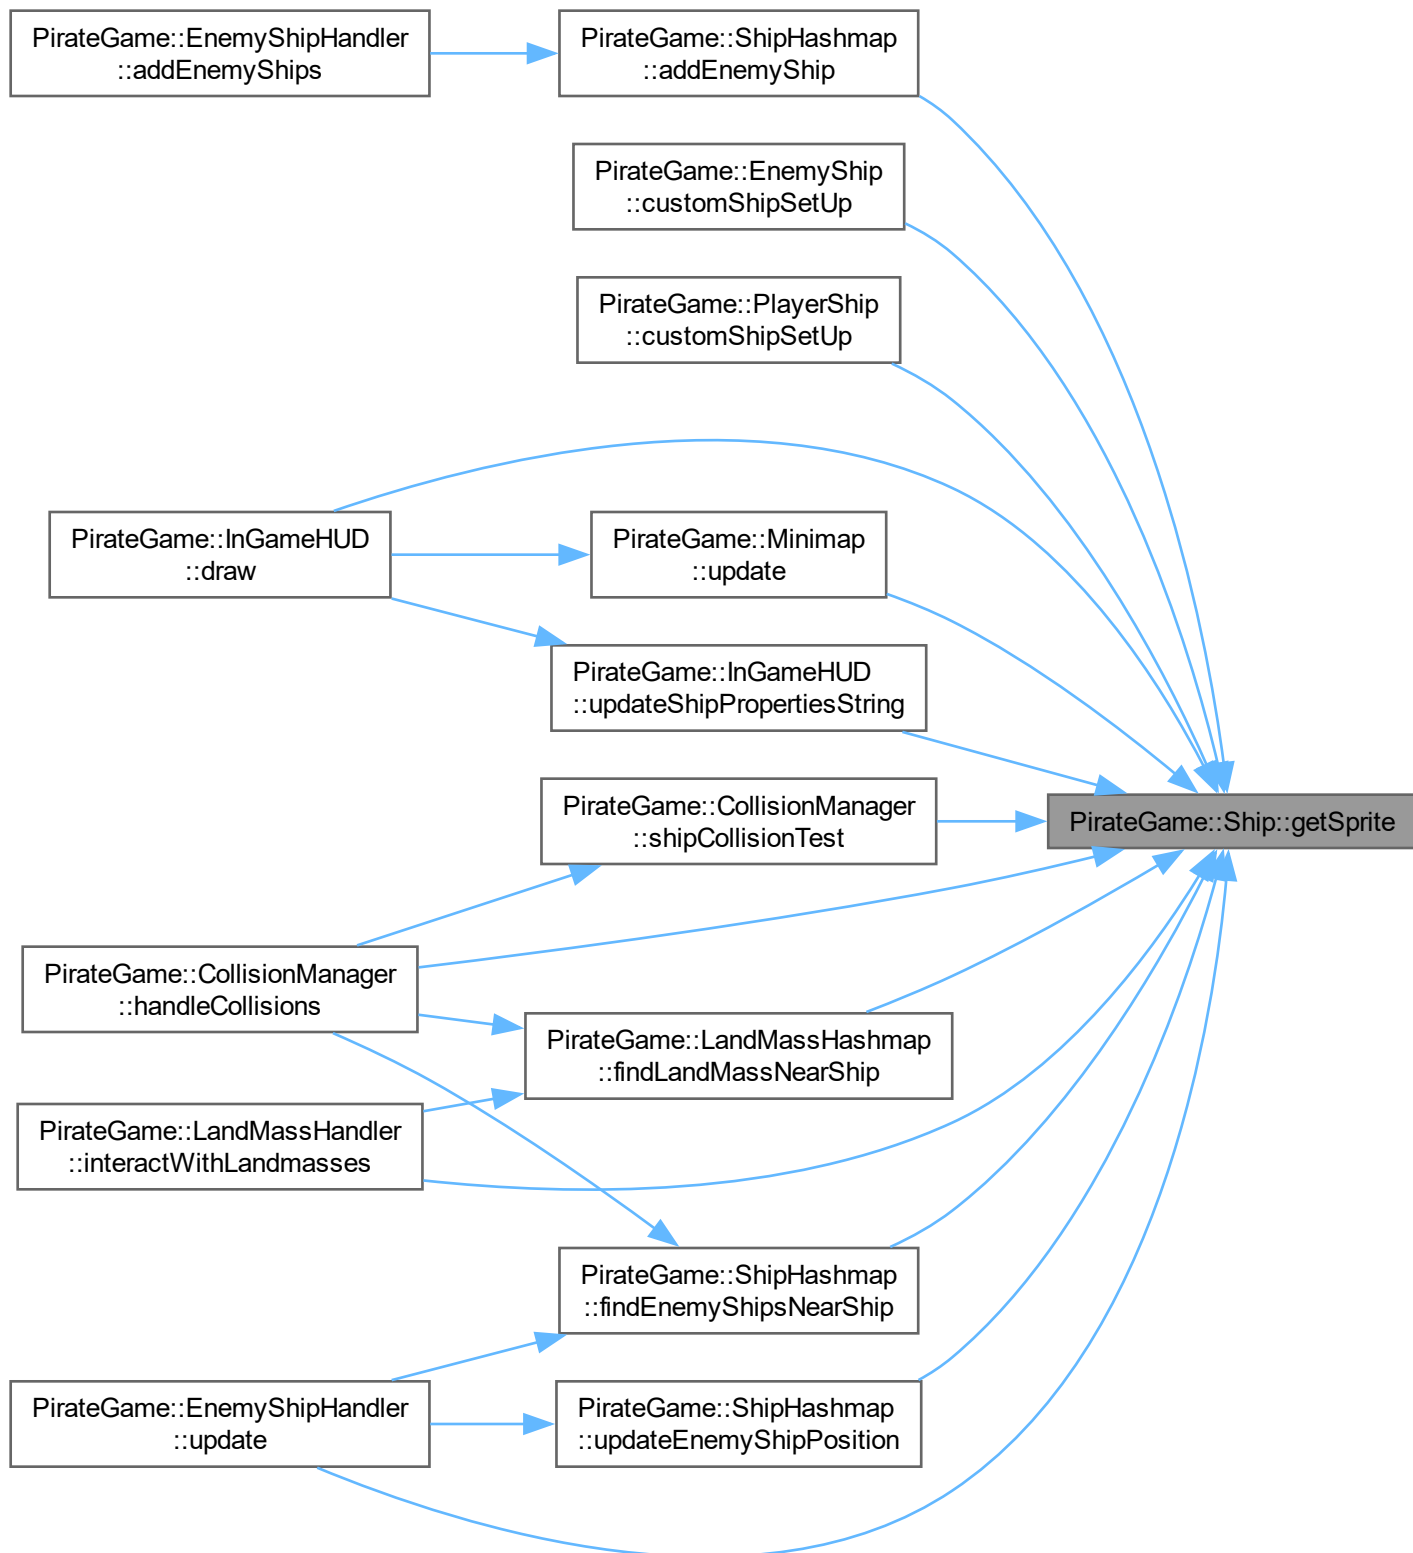 PirateGame::EnemyShipHandler
::addEnemyShips
PirateGame::ShipHashmap
::addEnemyShip
PirateGame::EnemyShip
::customShipSetUp
PirateGame::PlayerShip
::customShipSetUp
PirateGame::InGameHUD
::draw
PirateGame::Minimap
::update
PirateGame::InGameHUD
::updateShipPropertiesString
PirateGame::CollisionManager
::shipCollisionTest
PirateGame::Ship::getSprite
PirateGame::CollisionManager
::handleCollisions
PirateGame::LandMassHashmap
::findLandMassNearShip
PirateGame::LandMassHandler
::interactWithLandmasses
PirateGame::ShipHashmap
::findEnemyShipsNearShip
PirateGame::EnemyShipHandler
::update
PirateGame::ShipHashmap
::updateEnemyShipPosition